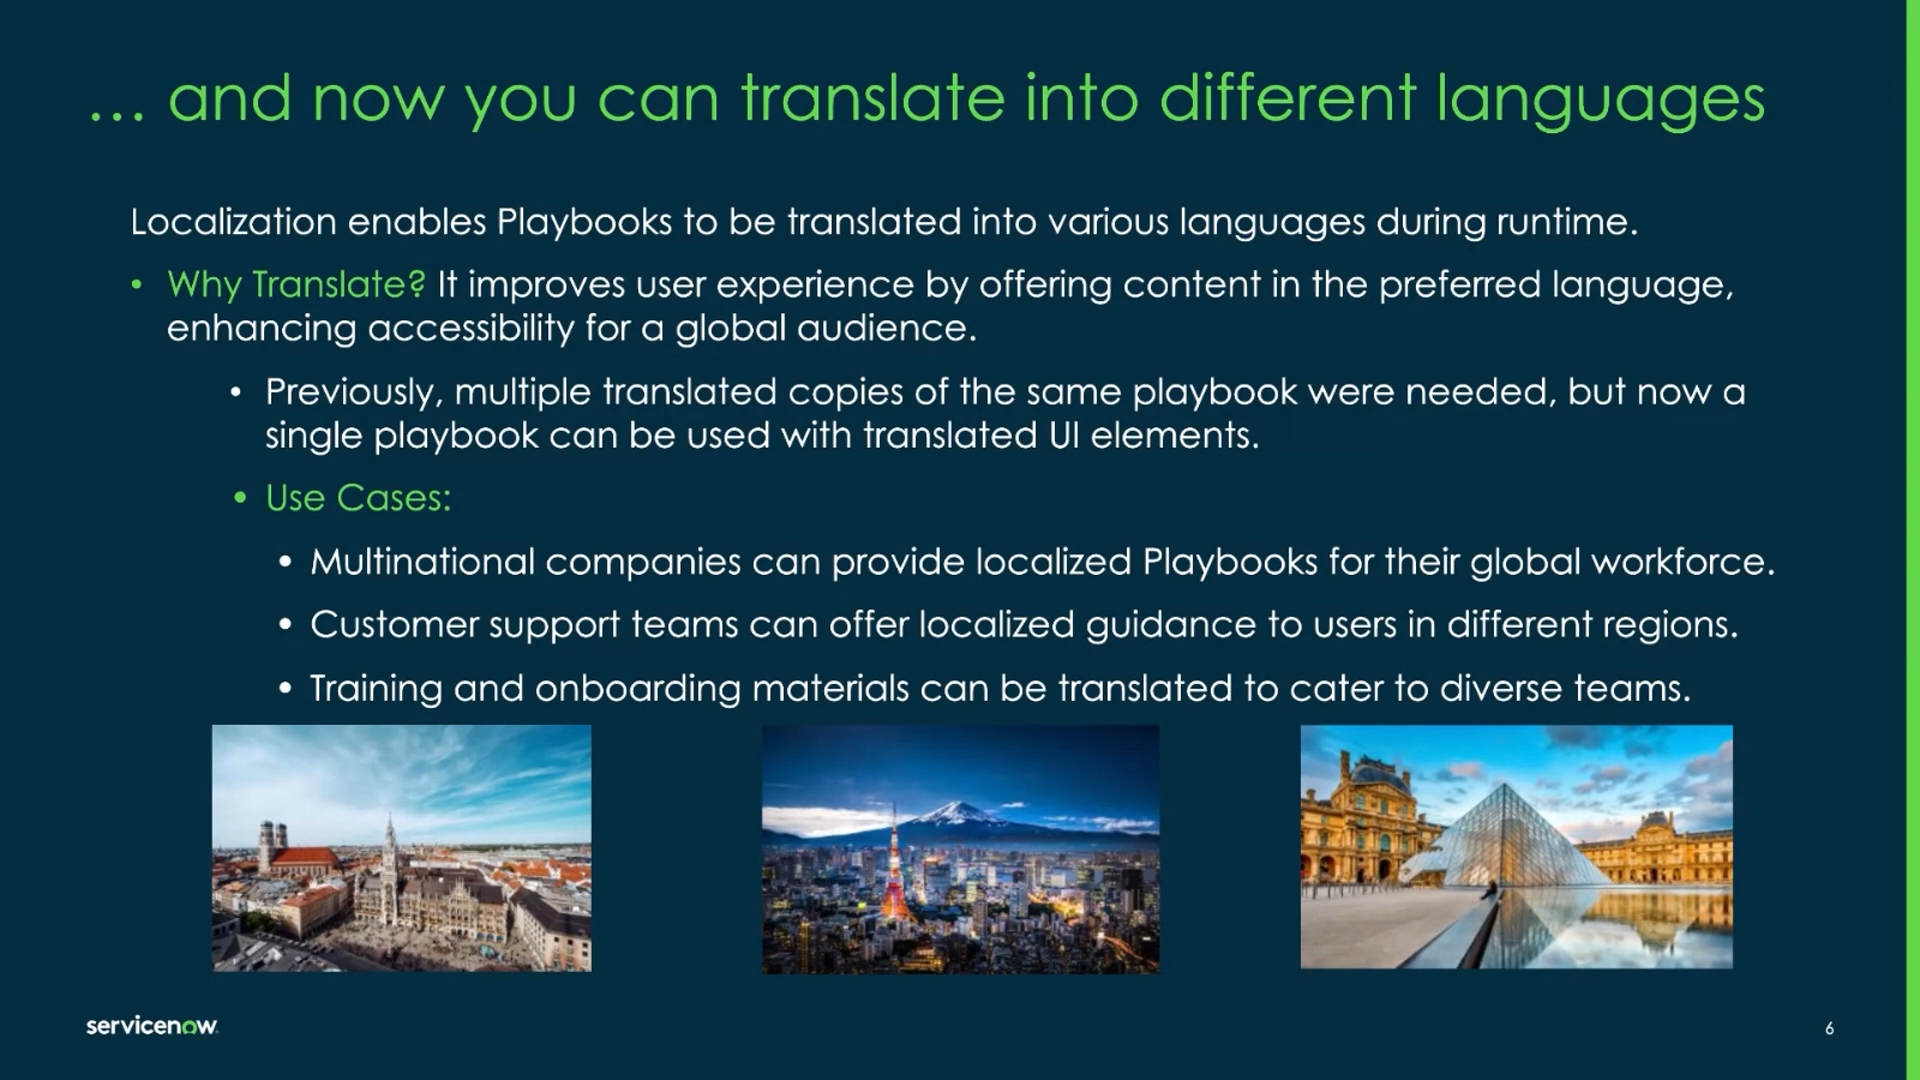 ... and now you can translate into different languages
Localization enables Playbooks to be translated into various languages during runtime.
• Why Translate? It improves user experience by offering content in the preferred language,
enhancing accessibility for a global audience.
• Previously, multiple translated copies of the same playbook were needed, but now a
single playbook can be used with translated UI elements.
• Use Cases:
• Multinational companies can provide localized Playbooks for their global workforce.
• Customer support teams can offer localized guidance to users in different regions.
• Training and onboarding materials can be translated to cater to diverse teams.
servicenow
6